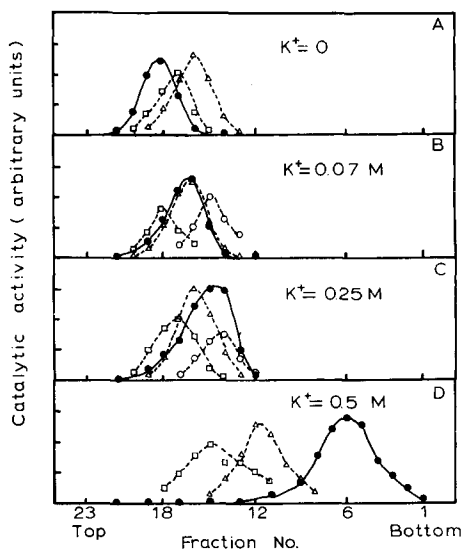 A
K⁺= 0
B
K⁺= 0.07 M
C
K⁺= 0.25 M
D
K⁺= 0.5 M
Catalytic activity ( arbitrary units)
23 18 12 6 1
Top Fraction No. Bottom